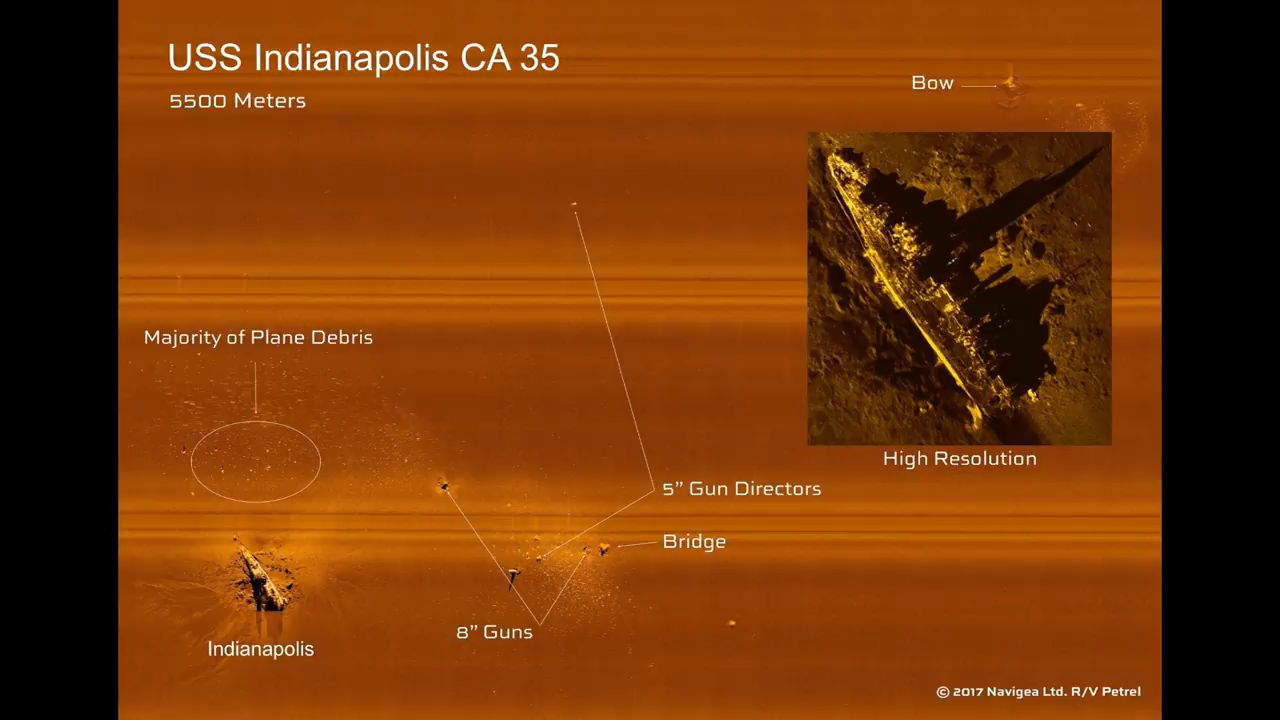 USS Indianapolis CA 35
5500 Meters
Bow
Majority of Plane Debris
High Resolution
5” Gun Directors
Bridge
8” Guns
Indianapolis
© 2017 Navigea Ltd. R/V Petrel